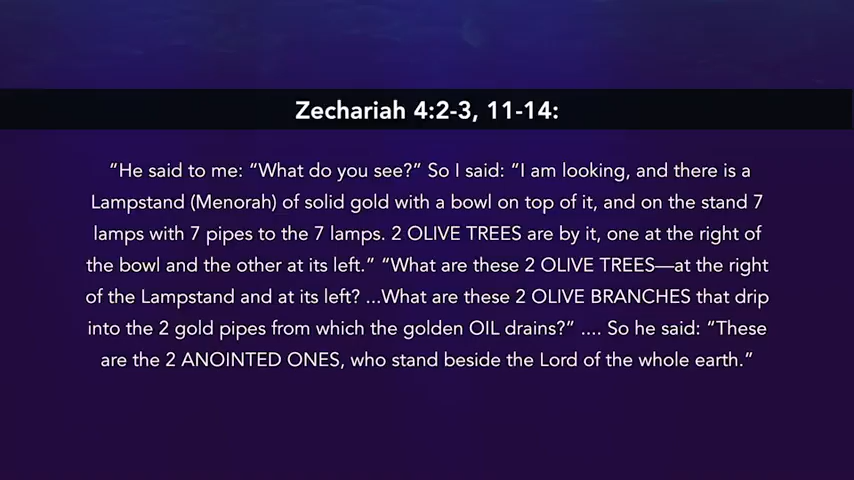 Zechariah 4:2-3, 11-14:
“He said to me: “What do you see?” So I said: “I am looking, and there is a
Lampstand (Menorah) of solid gold with a bowl on top of it, and on the stand 7
lamps with 7 pipes to the 7 lamps. 2 OLIVE TREES are by it, one at the right of
the bowl and the other at its left.” “What are these 2 OLIVE TREES—at the right
of the Lampstand and at its left? ...What are these 2 OLIVE BRANCHES that drip
into the 2 gold pipes from which the golden OIL drains?” .... So he said: “These
are the 2 ANOINTED ONES, who stand beside the Lord of the whole earth.”